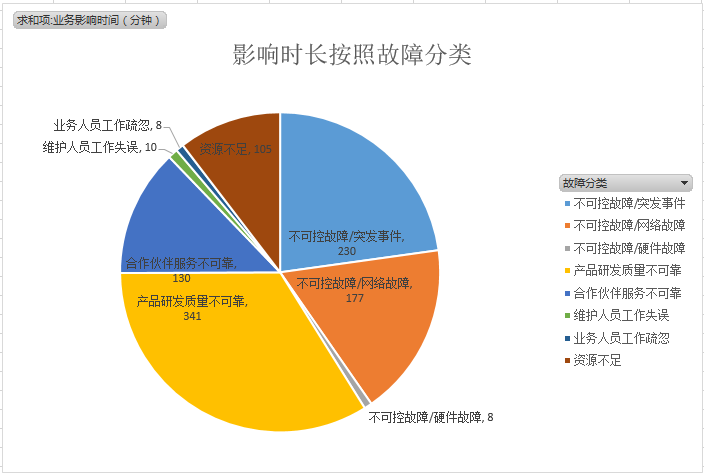 求和项:业务影响时间（分钟）
影响时长按照故障分类
业务人员工作疏忽, 8
维护人员工作失误, 10
资源不足, 105
不可控故障/突发事件,
230
合作伙伴服务不可靠,
130
不可控故障/网络故障,
177
产品研发质量不可靠,
341
不可控故障/硬件故障, 8
故障分类
不可控故障/突发事件
不可控故障/网络故障
不可控故障/硬件故障
产品研发质量不可靠
合作伙伴服务不可靠
维护人员工作失误
业务人员工作疏忽
资源不足